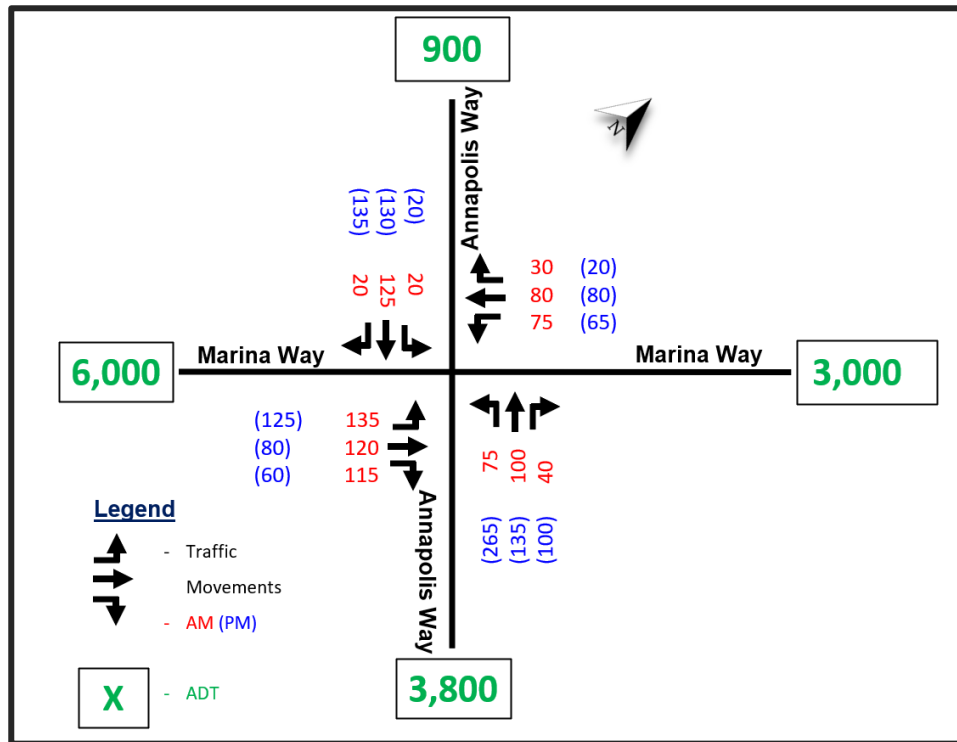 900
Annapolis Way
N
(135) (130) (20)
20 125 20
30 (20)
80 (80)
75 (65)
Marina Way
Marina Way
6,000
3,000
(125) 135
(80) 120
(60) 115
75 100 40
(265) (135) (100)
Annapolis Way
Legend
- Traffic
Movements
- AM (PM)
X - ADT
3,800